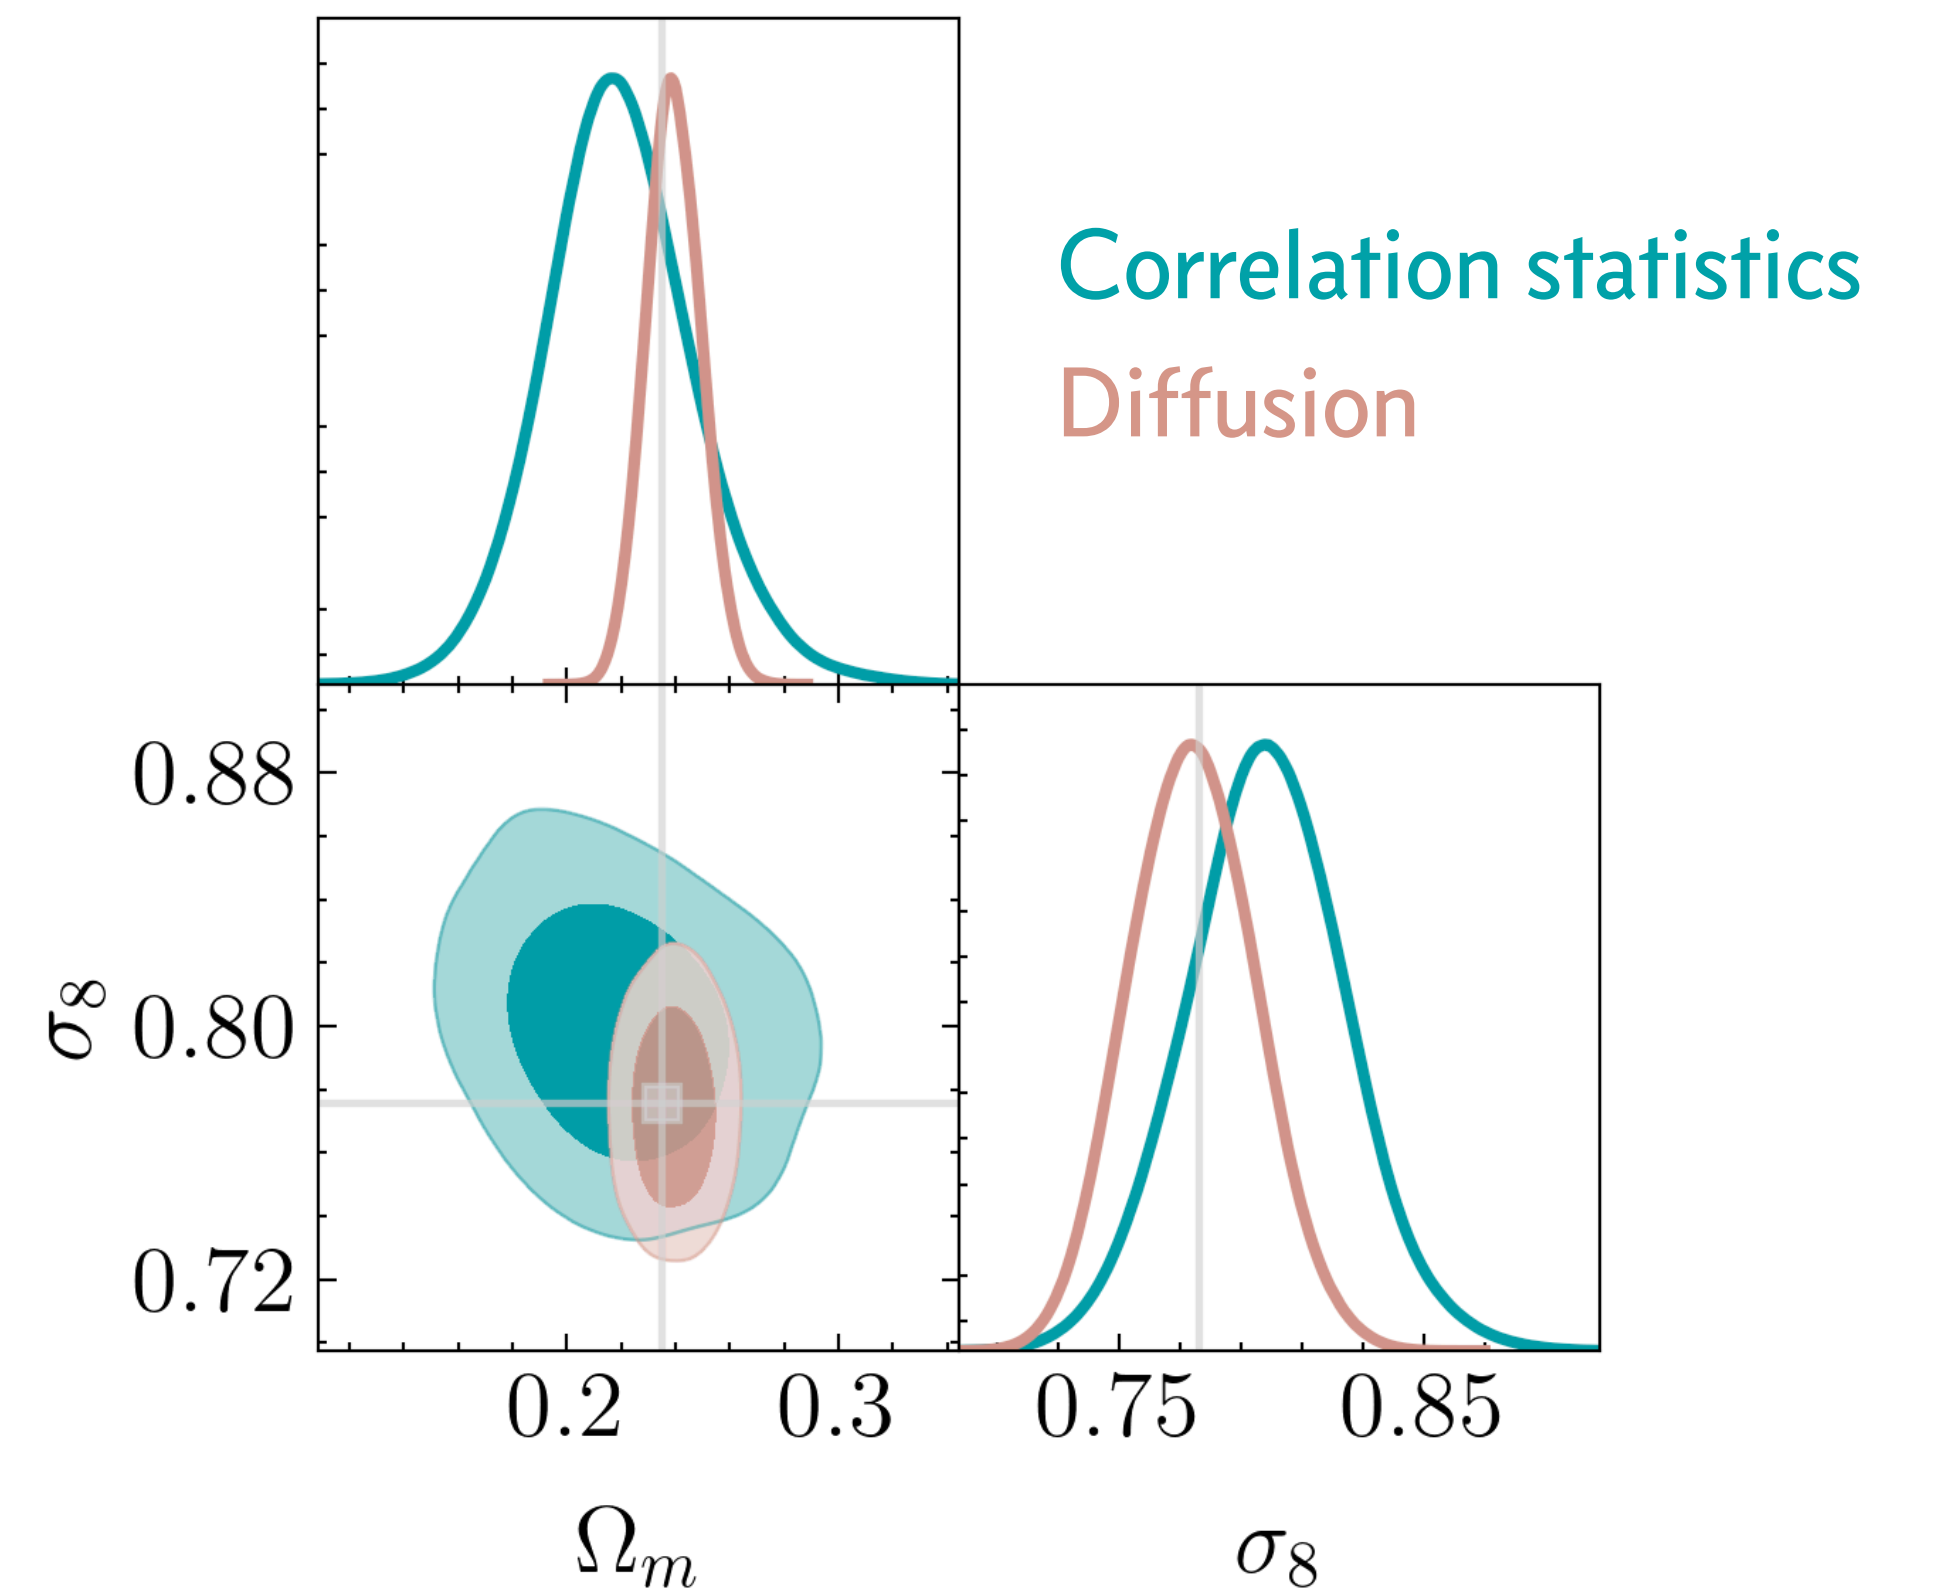 Correlation statistics
Diffusion
0.88
0.80
0.72
σ₈
0.2 0.3 0.75 0.85
Ωₘ σ₈